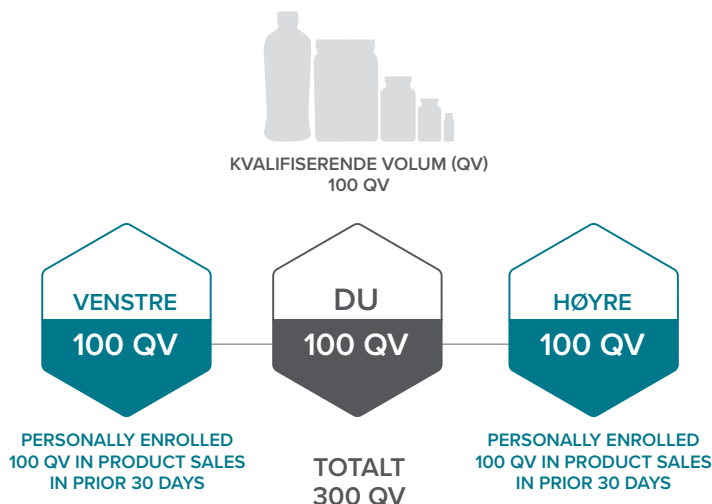 KVALIFISERENDE VOLUM (QV)
100 QV
VENSTRE
100 QV
PERSONALLY ENROLLED
100 QV IN PRODUCT SALES
IN PRIOR 30 DAYS
DU
100 QV
TOTALT
300 QV
HØYRE
100 QV
PERSONALLY ENROLLED
100 QV IN PRODUCT SALES
IN PRIOR 30 DAYS